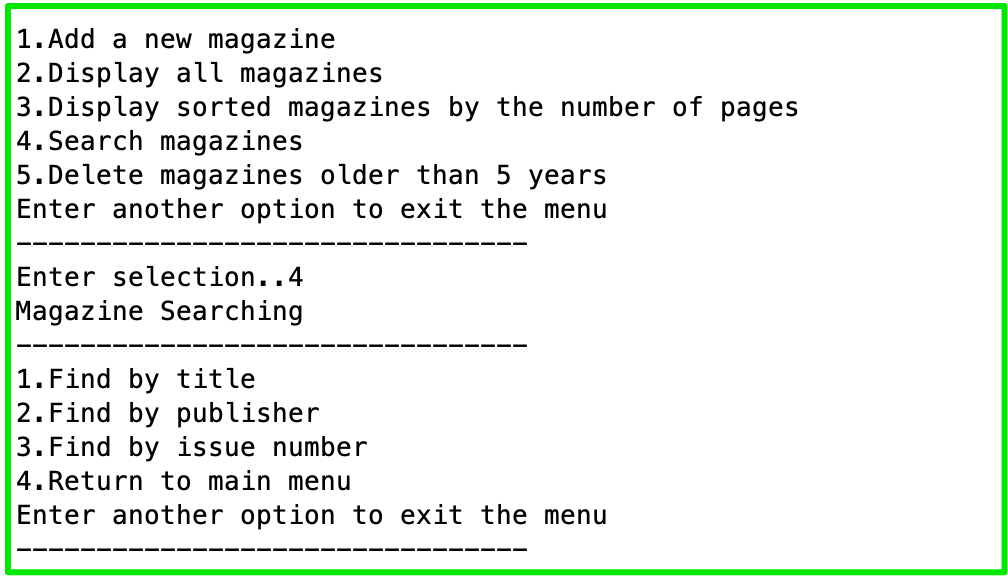 1.Add a new magazine
2.Display all magazines
3.Display sorted magazines by the number of pages
4.Search magazines
5.Delete magazines older than 5 years
Enter another option to exit the menu
--------------------------------
Enter selection..4
Magazine Searching
--------------------------------
1.Find by title
2.Find by publisher
3.Find by issue number
4.Return to main menu
Enter another option to exit the menu
--------------------------------